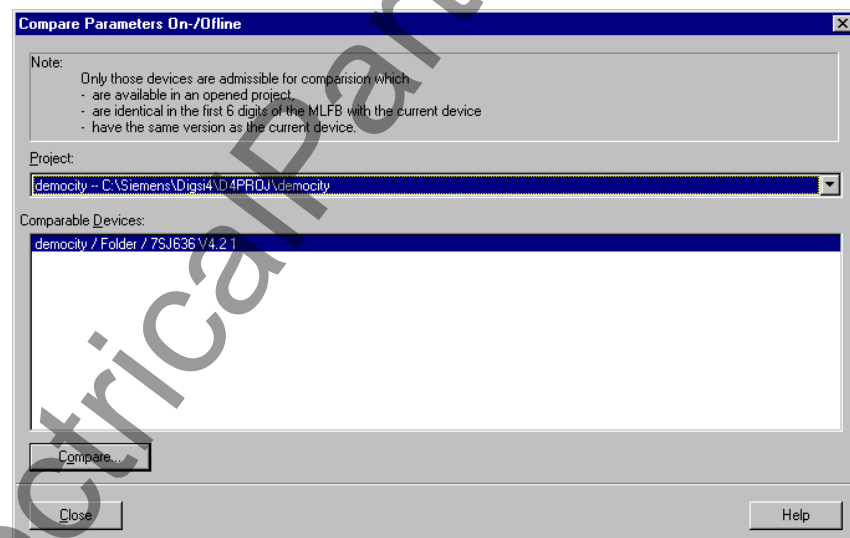 Compare Parameters On-/Ofline
Note:
Only those devices are admissible for comparision which
- are available in an opened project,
- are identical in the first 6 digits of the MLFB with the current device
- have the same version as the current device.
Project:
democity -- C:\Siemens\Digsi4\D4PROJ\democity
Comparable Devices:
democity / Folder / 7SJ636 V4.2 1
Compare...
Close
Help
ctricalPart